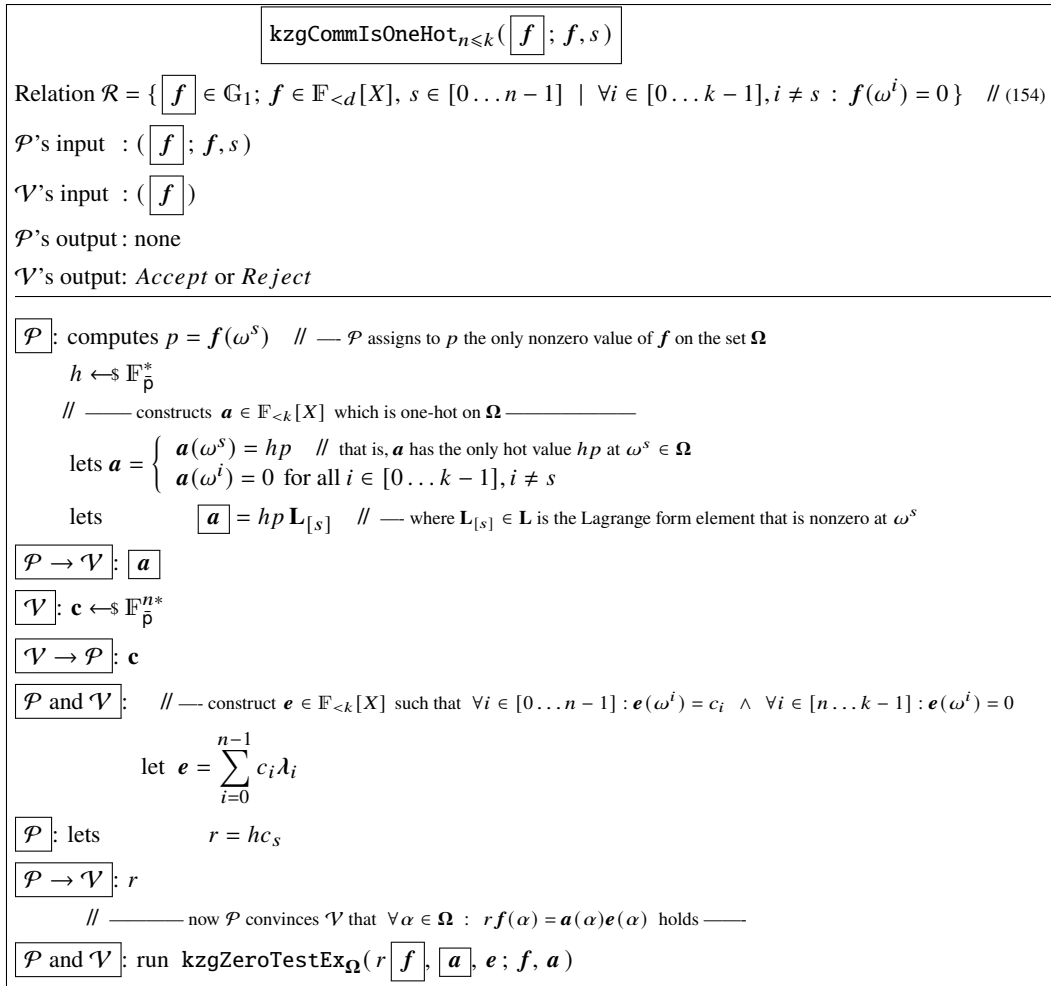 kzgCommIsOneHot_{n⩽k}( f ; f, s )
Relation R = { f ∈ G₁; f ∈ F_{<d}[X], s ∈ [0 … n − 1] | ∀i ∈ [0 … k − 1], i ≠ s : f(ω^i) = 0 } // (154)
P's input : ( f ; f, s )
V's input : ( f )
P's output : none
V's output: Accept or Reject
P : computes p = f(ω^s) // — P assigns to p the only nonzero value of f on the set Ω
h ←$ F*_p̄
// —— constructs a ∈ F_{<k}[X] which is one-hot on Ω ——————
lets a = { a(ω^s) = hp // that is, a has the only hot value hp at ω^s ∈ Ω
a(ω^i) = 0 for all i ∈ [0 … k − 1], i ≠ s
lets a = hp L_{[s]} // — where L_{[s]} ∈ L is the Lagrange form element that is nonzero at ω^s
P → V : a
V : c ←$ F^{n*}_p̄
V → P : c
P and V : // — construct e ∈ F_{<k}[X] such that ∀i ∈ [0 … n − 1] : e(ω^i) = c_i ∧ ∀i ∈ [n … k − 1] : e(ω^i) = 0
let e = ∑_{i=0}^{n−1} c_i λ_i
P : lets r = hc_s
P → V : r
// ———— now P convinces V that ∀α ∈ Ω : r f(α) = a(α)e(α) holds ——
P and V : run kzgZeroTestEx_Ω( r f , a , e ; f, a )